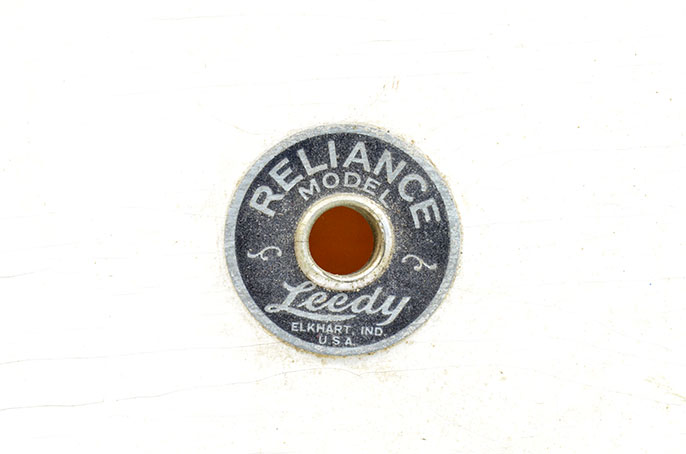 RELIANCE
MODEL
Leedy
ELKHART, IND.
U.S.A.